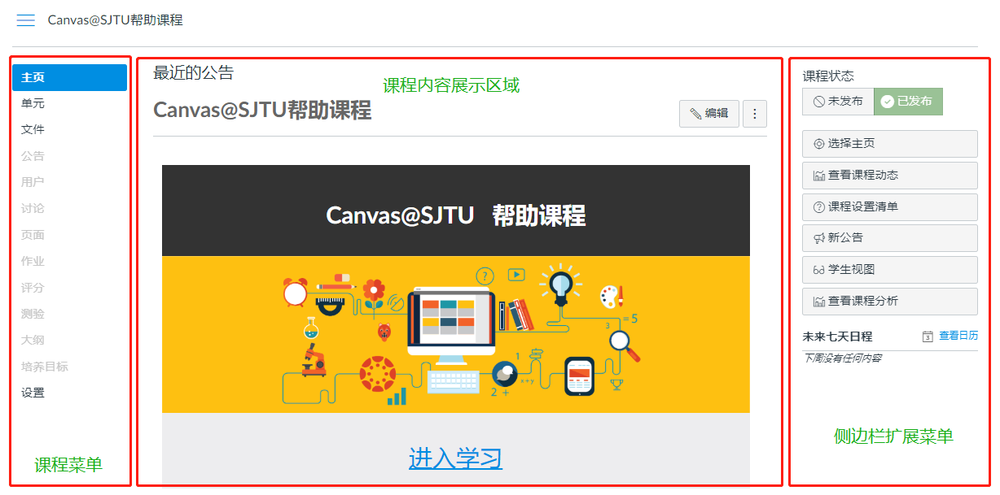 Canvas@SJTU帮助课程
主页
单元
文件
公告
用户
讨论
页面
作业
评分
测验
大纲
培养目标
设置
课程菜单
最近的公告
课程内容展示区域
Canvas@SJTU帮助课程
编辑
Canvas@SJTU 帮助课程
?
= 5
3
1
x+y
2 +
进入学习
课程状态
未发布
已发布
选择主页
查看课程动态
课程设置清单
新公告
学生视图
查看课程分析
未来七天日程
查看日历
下周没有任何内容
侧边栏扩展菜单